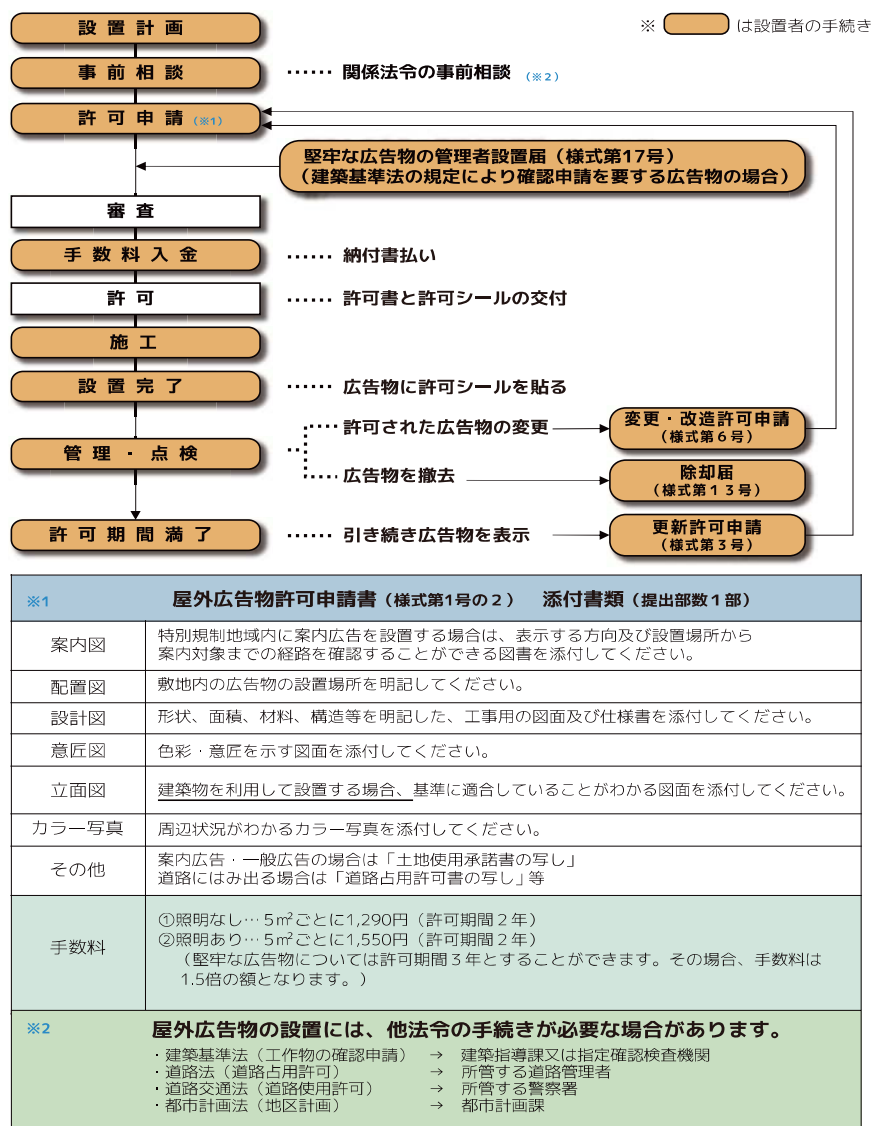 ※ は設置者の手続き
設置計画
事前相談 ······ 関係法令の事前相談 (※2)
許可申請 (※1)
堅牢な広告物の管理者設置届（様式第17号）
（建築基準法の規定により確認申請を要する広告物の場合）
審査
手数料入金 ······ 納付書払い
許可 ······ 許可書と許可シールの交付
施工
設置完了 ······ 広告物に許可シールを貼る
許可された広告物の変更
変更・改造許可申請
（様式第６号）
管理・点検
広告物を撤去
除却届
（様式第１３号）
許可期間満了 ······ 引き続き広告物を表示
更新許可申請
（様式第３号）
※1 屋外広告物許可申請書（様式第1号の２） 添付書類（提出部数１部）
案内図
特別規制地域内に案内広告を設置する場合は、表示する方向及び設置場所から
案内対象までの経路を確認することができる図書を添付してください。
配置図 敷地内の広告物の設置場所を明記してください。
設計図 形状、面積、材料、構造等を明記した、工事用の図面及び仕様書を添付してください。
意匠図 色彩・意匠を示す図面を添付してください。
立面図 建築物を利用して設置する場合、基準に適合していることがわかる図面を添付してください。
カラー写真 周辺状況がわかるカラー写真を添付してください。
その他
案内広告・一般広告の場合は「土地使用承諾書の写し」
道路にはみ出る場合は「道路占用許可書の写し」等
手数料
①照明なし…５㎡ごとに1,290円（許可期間２年）
②照明あり…５㎡ごとに1,550円（許可期間２年）
（堅牢な広告物については許可期間３年とすることができます。その場合、手数料は
1.5倍の額となります。）
※2 屋外広告物の設置には、他法令の手続きが必要な場合があります。
・建築基準法（工作物の確認申請） → 建築指導課又は指定確認検査機関
・道路法（道路占用許可） → 所管する道路管理者
・道路交通法（道路使用許可） → 所管する警察署
・都市計画法（地区計画） → 都市計画課